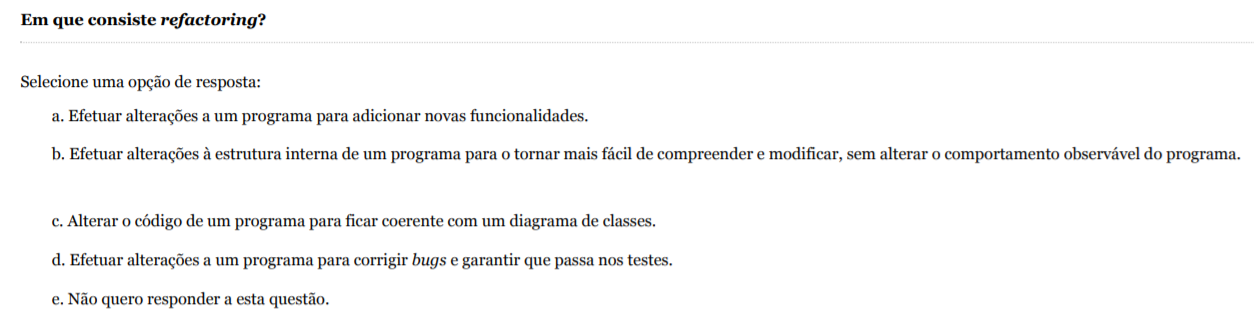 Em que consiste refactoring?
Selecione uma opção de resposta:
a. Efetuar alterações a um programa para adicionar novas funcionalidades.
b. Efetuar alterações à estrutura interna de um programa para o tornar mais fácil de compreender e modificar, sem alterar o comportamento observável do programa.
c. Alterar o código de um programa para ficar coerente com um diagrama de classes.
d. Efetuar alterações a um programa para corrigir bugs e garantir que passa nos testes.
e. Não quero responder a esta questão.